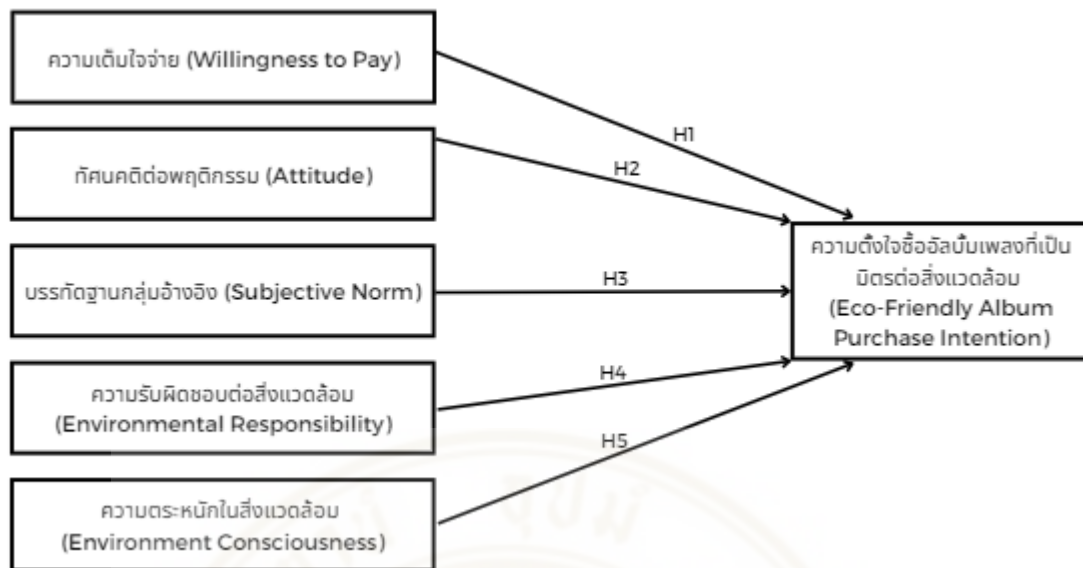 ความเต็มใจจ่าย (Willingness to Pay)
H1
ทัศนคติต่อพฤติกรรม (Attitude)
H2
บรรทัดฐานกลุ่มอ้างอิง (Subjective Norm)
H3
ความรับผิดชอบต่อสิ่งแวดล้อม
(Environmental Responsibility)
H4
ความตระหนักในสิ่งแวดล้อม
(Environment Consciousness)
H5
ความตั้งใจซื้ออัลบั้มเพลงที่เป็น
มิตรต่อสิ่งแวดล้อม
(Eco-Friendly Album
Purchase Intention)